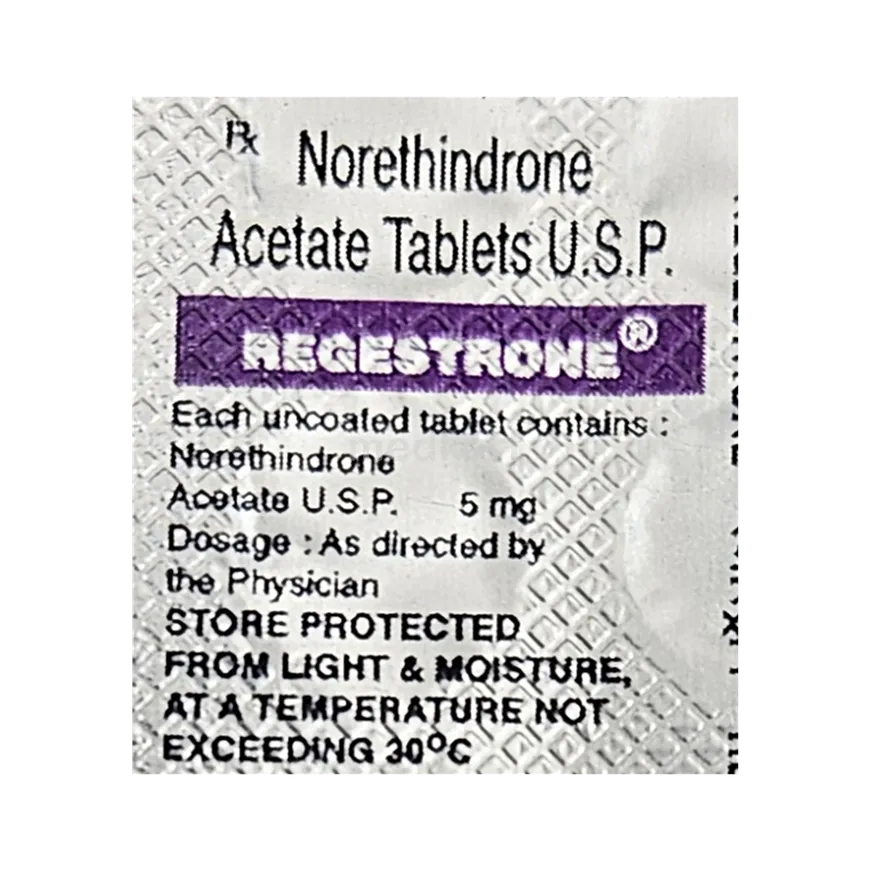 Rx Norethindrone
Acetate Tablets U.S.P.
REGESTRONE®
Each uncoated tablet contains :
Norethindrone
Acetate U.S.P. 5 mg
Dosage : As directed by
the Physician
STORE PROTECTED
FROM LIGHT & MOISTURE,
AT A TEMPERATURE NOT
EXCEEDING 30°C